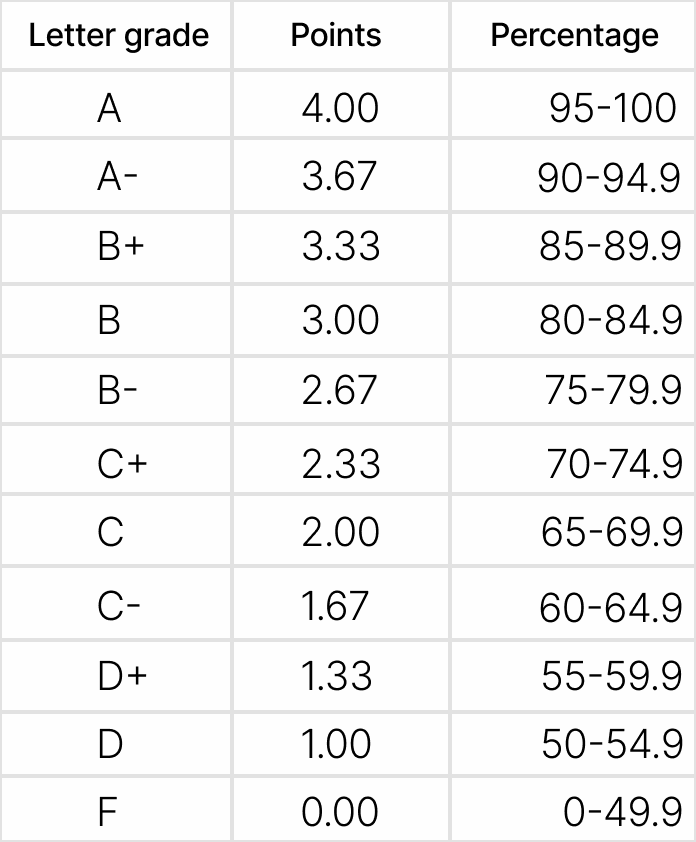 Letter grade Points Percentage
A 4.00 95-100
A- 3.67 90-94.9
B+ 3.33 85-89.9
B 3.00 80-84.9
B- 2.67 75-79.9
C+ 2.33 70-74.9
C 2.00 65-69.9
C- 1.67 60-64.9
D+ 1.33 55-59.9
D 1.00 50-54.9
F 0.00 0-49.9